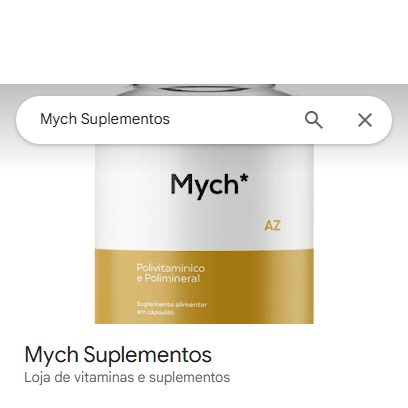 Mych Suplementos
Mych*
AZ
Polivitamínico
e Polimineral
Suplemento alimentar
em cápsulas
Mych Suplementos
Loja de vitaminas e suplementos